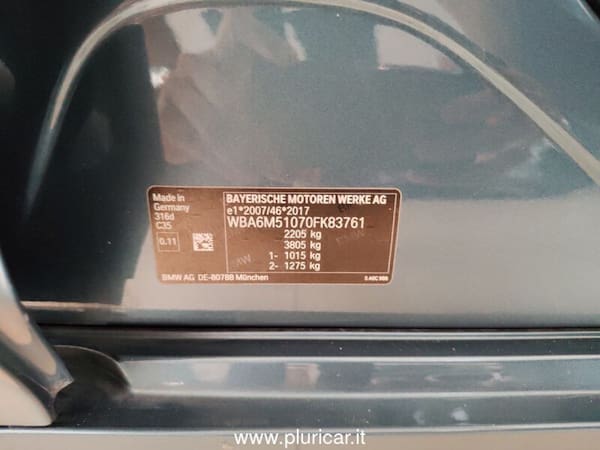 Made in
Germany
316d
C35
0.11
BAYERISCHE MOTOREN WERKE AG
e1*2007/46*2017
WBA6M51070FK83761
2205 kg
3805 kg
1- 1015 kg
2- 1275 kg
BMW AG DE-80788 München
www.pluricar.it